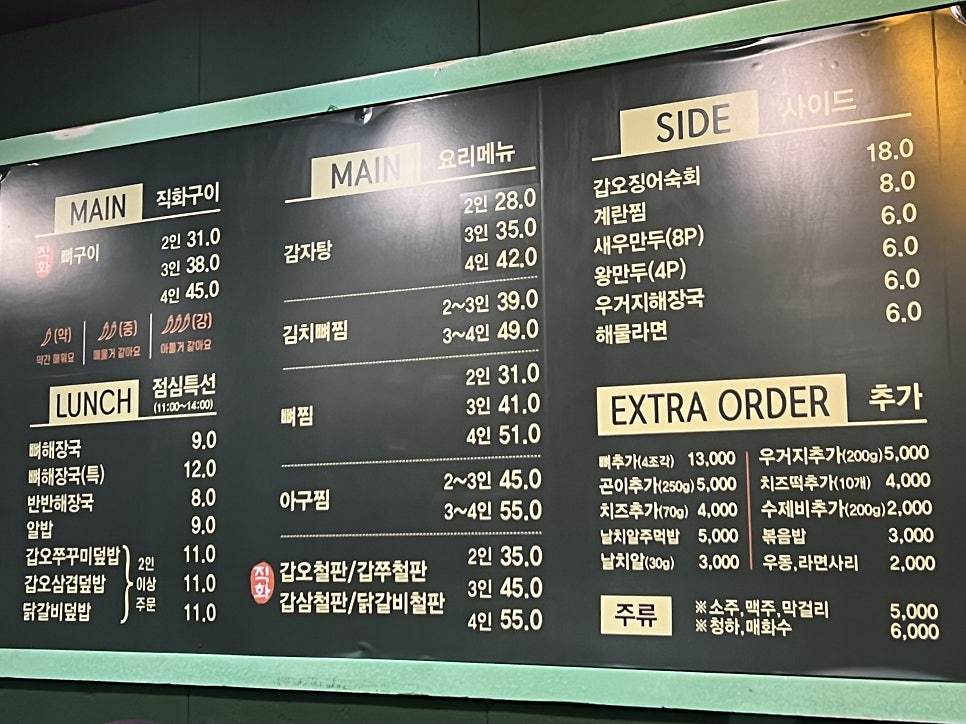 MAIN 직화구이
직화 뼈구이 2인 31.0
3인 38.0
4인 45.0
(약) (중) (강)
약간 매워요 매울거 같아요 아플거 같아요
LUNCH 점심특선
(11:00~14:00)
뼈해장국 9.0
뼈해장국(특) 12.0
반반해장국 8.0
알밥 9.0
갑오쭈꾸미덮밥 11.0
갑오삼겹덮밥 11.0
닭갈비덮밥 11.0
2인
이상
주문
MAIN 요리메뉴
감자탕 2인 28.0
3인 35.0
4인 42.0
김치뼈찜 2~3인 39.0
3~4인 49.0
뼈찜 2인 31.0
3인 41.0
4인 51.0
아구찜 2~3인 45.0
3~4인 55.0
직화 갑오철판/갑쭈철판 2인 35.0
갑삼철판/닭갈비철판 3인 45.0
4인 55.0
SIDE 사이드
갑오징어숙회 18.0
계란찜 8.0
새우만두(8P) 6.0
왕만두(4P) 6.0
우거지해장국 6.0
해물라면 6.0
EXTRA ORDER 추가
뼈추가(4조각) 13,000
곤이추가(250g) 5,000
치즈추가(70g) 4,000
날치알주먹밥 5,000
날치알(30g) 3,000
우거지추가(200g) 5,000
치즈떡추가(10개) 4,000
수제비추가(200g) 2,000
볶음밥 3,000
우동,라면사리 2,000
주류 ※소주,맥주,막걸리 5,000
※청하,매화수 6,000